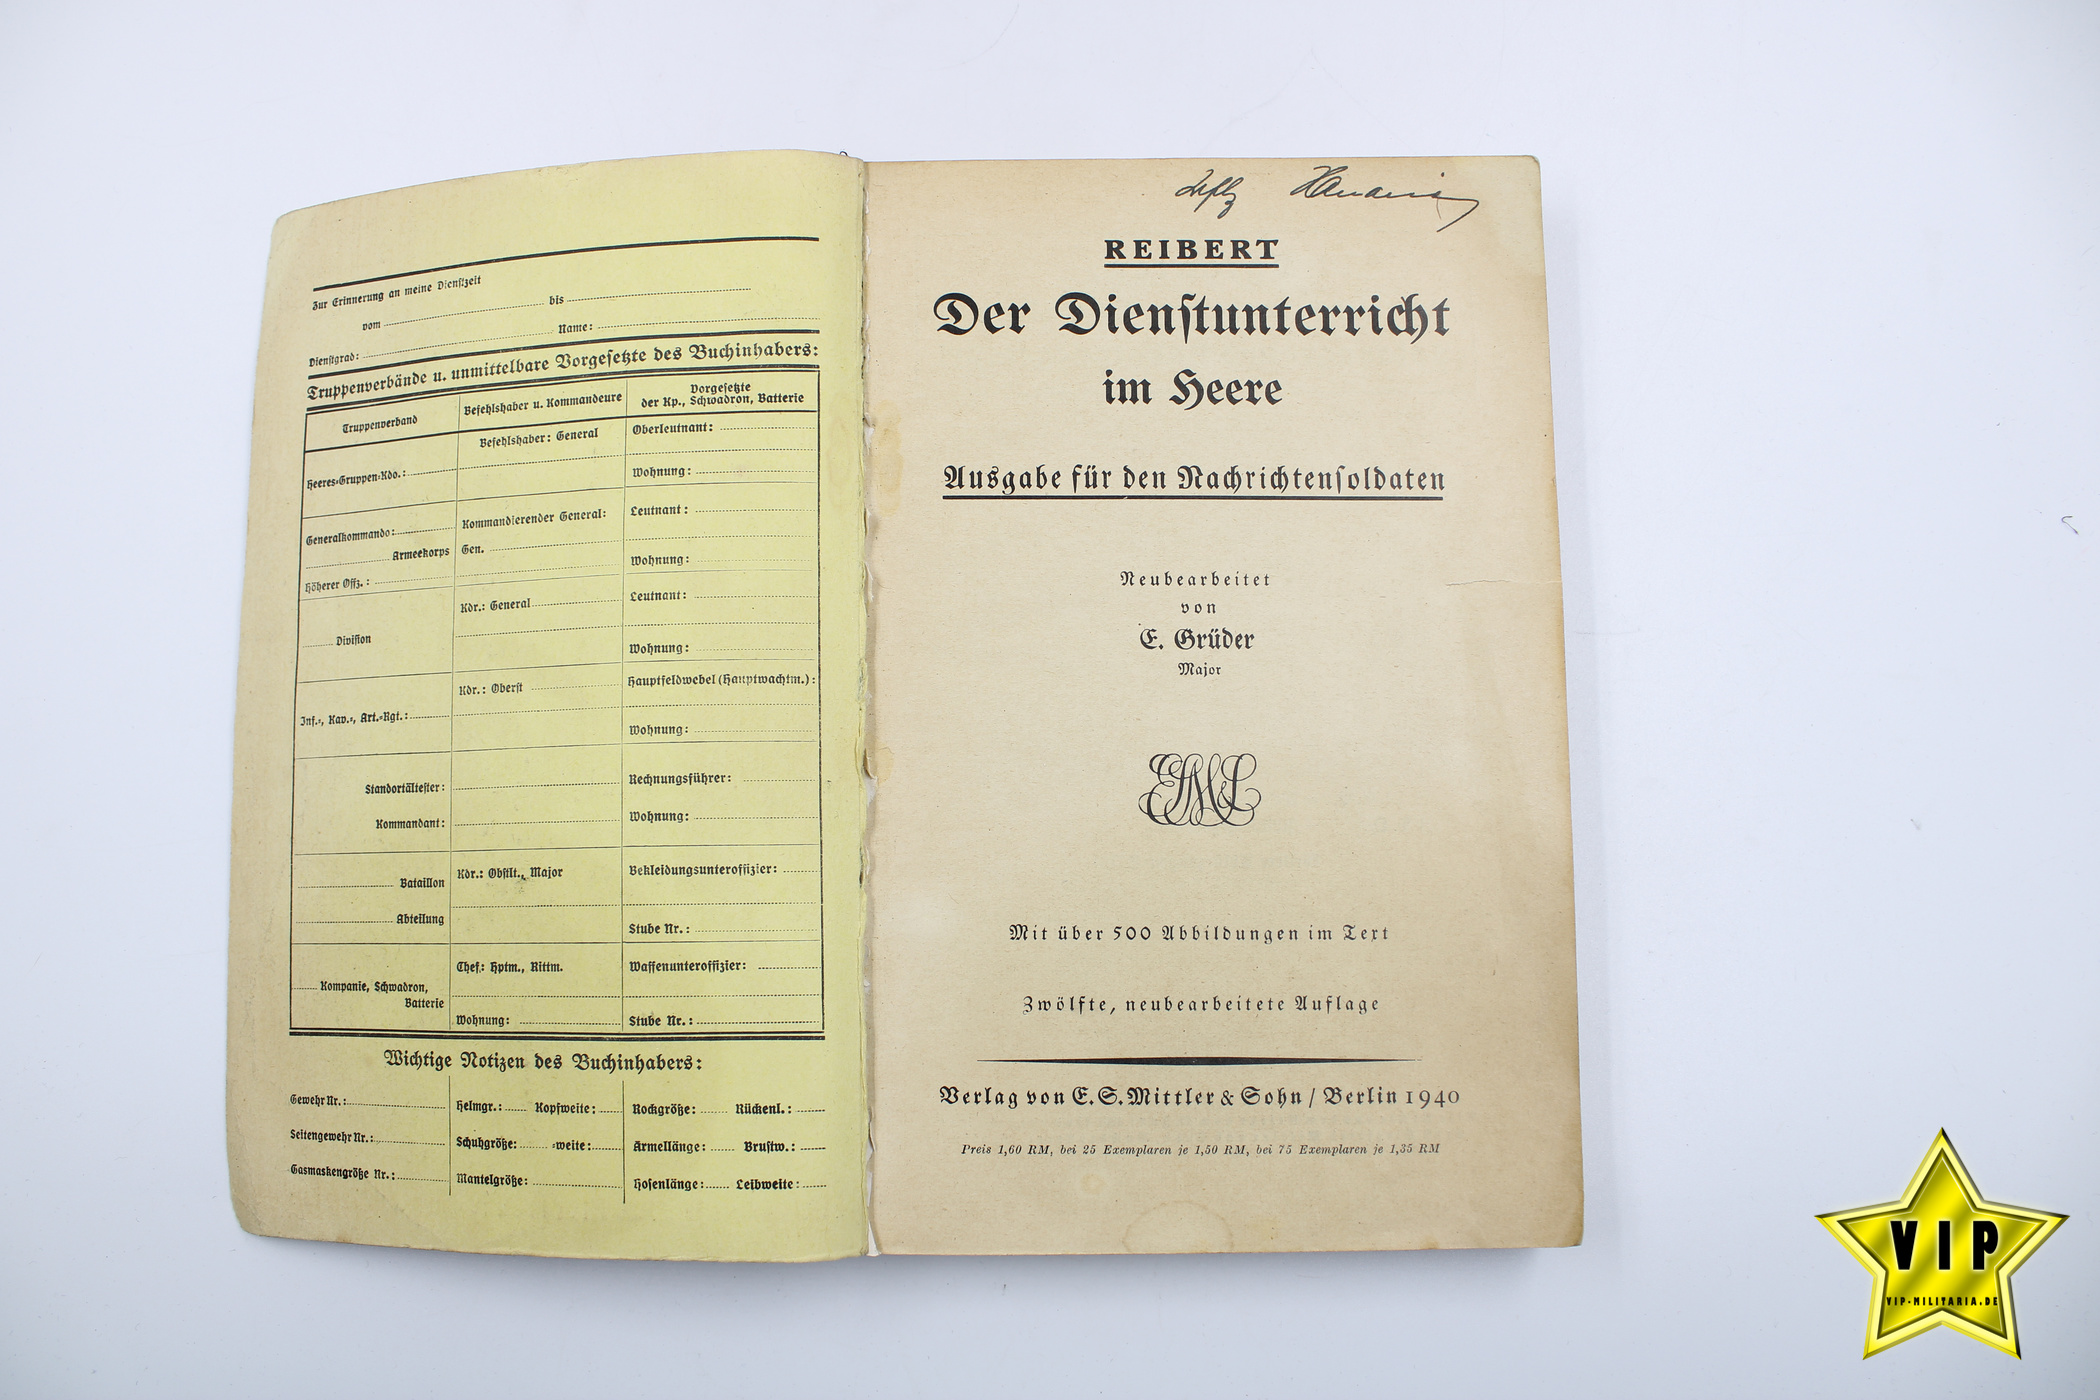 Zur Erinnerung an meine Dienstzeit
vom bis
Dienstgrad: Name:
Truppenverbände u. unmittelbare Vorgesetzte des Buchinhabers:
Truppenverband
Befehlshaber u. Kommandeure
Vorgesetzte
der Kp., Schwadron, Batterie
Heeres-Gruppen-Kdo.:
Befehlshaber: General
Oberleutnant:
Wohnung:
Generalkommando:
Armeekorps
Höherer Offz.:
Kommandierender General:
Gen.
Leutnant:
Wohnung:
Division
Kdr.: General
Leutnant:
Wohnung:
Inf.-, Kav.-, Art.-Rgt.:
Kdr.: Oberst
Hauptfeldwebel (Hauptwachtm.):
Wohnung:
Standortältester:
Kommandant:
Rechnungsführer:
Wohnung:
Bataillon
Abteilung
Kdr.: Obstlt., Major
Bekleidungsunteroffizier:
Stube Nr.:
Kompanie, Schwadron,
Batterie
Chef: Hptm., Rittm.
Wohnung:
Waffenunteroffizier:
Stube Nr.:
Wichtige Notizen des Buchinhabers:
Gewehr Nr.: Helmgr.: Kopfweite: Rockgröße: Rückenl.:
Seitengewehr Nr.: Schuhgröße: -weite: Ärmellänge: Brustw.:
Gasmaskengröße Nr.: Mantelgröße: Hosenlänge: Leibweite:
REIBERT
Der Dienstunterricht
im Heere
Ausgabe für den Nachrichtensoldaten
Neubearbeitet
von
E. Grüder
Major
Mit über 500 Abbildungen im Text
Zwölfte, neubearbeitete Auflage
Verlag von E. S. Mittler & Sohn / Berlin 1940
Preis 1,60 RM, bei 25 Exemplaren je 1,50 RM, bei 75 Exemplaren je 1,35 RM
VIP
VIP-MILITARIA.DE